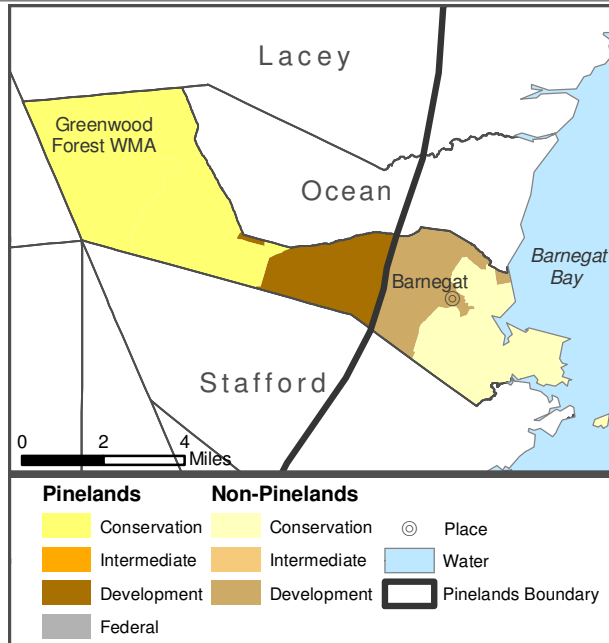 Lacey
Greenwood
Forest WMA
Ocean
Barnegat
Bay
Barnegat
Stafford
0 2 4
Miles
Pinelands Non-Pinelands
Conservation Conservation Place
Intermediate Intermediate Water
Development Development Pinelands Boundary
Federal